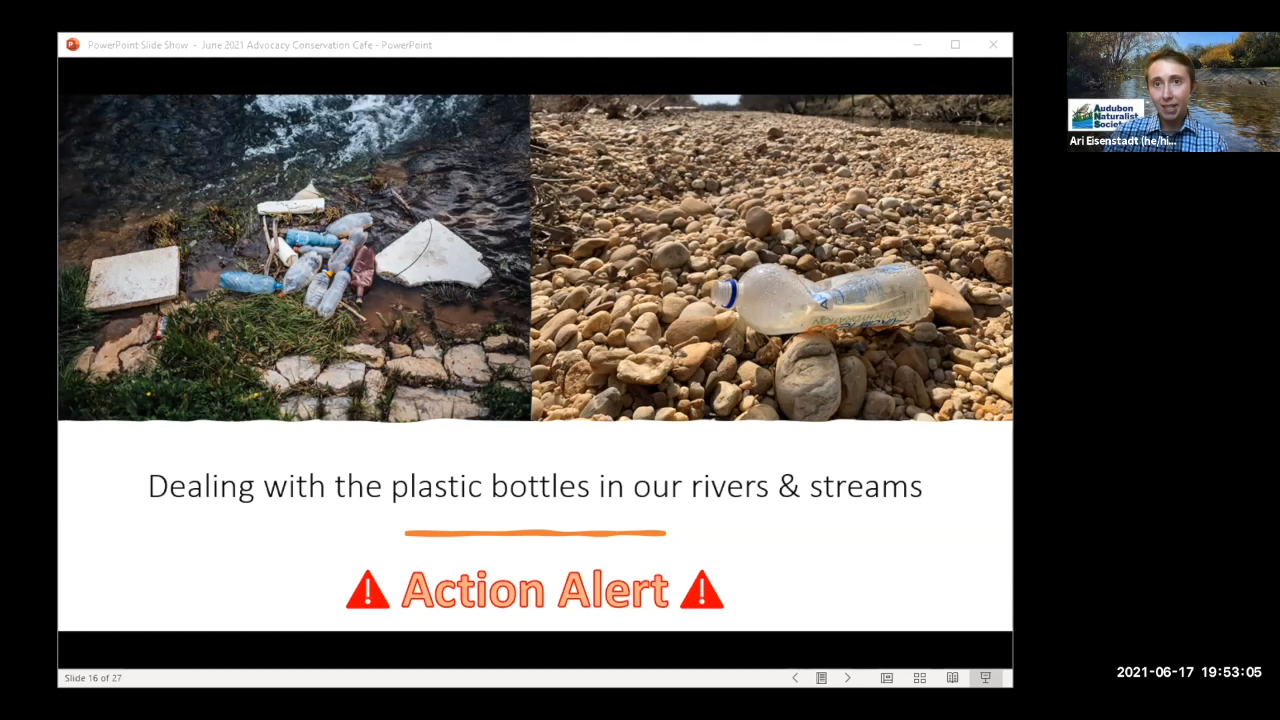 PowerPoint Slide Show - June 2021 Advocacy Conservation Cafe - PowerPoint
Audubon
Naturalist
Society
Ari Eisenstadt (he/hi...
Dealing with the plastic bottles in our rivers & streams
Action Alert
Slide 16 of 27
2021-06-17 19:53:05